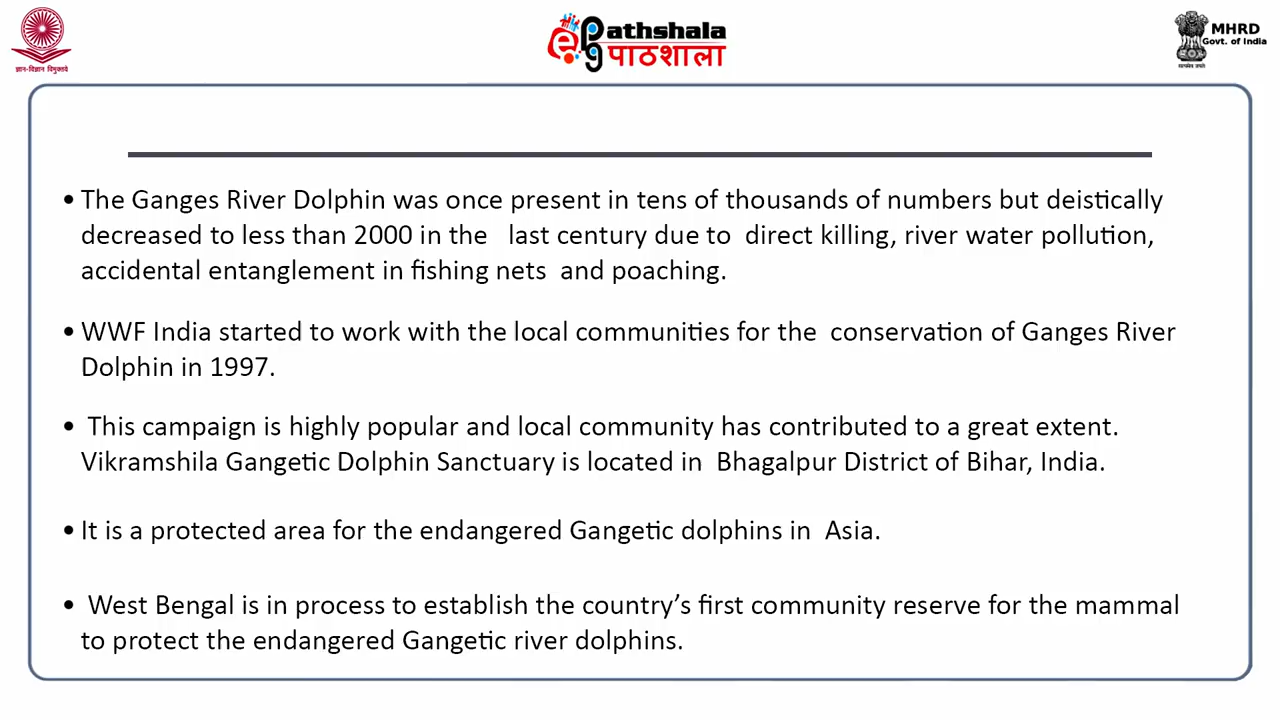 ज्ञान-विज्ञान विमुक्तये
epg
Pathshala
पाठशाला
MHRD
Govt. of India
सत्यमेव जयते
• The Ganges River Dolphin was once present in tens of thousands of numbers but deistically
decreased to less than 2000 in the last century due to direct killing, river water pollution,
accidental entanglement in fishing nets and poaching.
• WWF India started to work with the local communities for the conservation of Ganges River
Dolphin in 1997.
• This campaign is highly popular and local community has contributed to a great extent.
Vikramshila Gangetic Dolphin Sanctuary is located in Bhagalpur District of Bihar, India.
• It is a protected area for the endangered Gangetic dolphins in Asia.
• West Bengal is in process to establish the country’s first community reserve for the mammal
to protect the endangered Gangetic river dolphins.